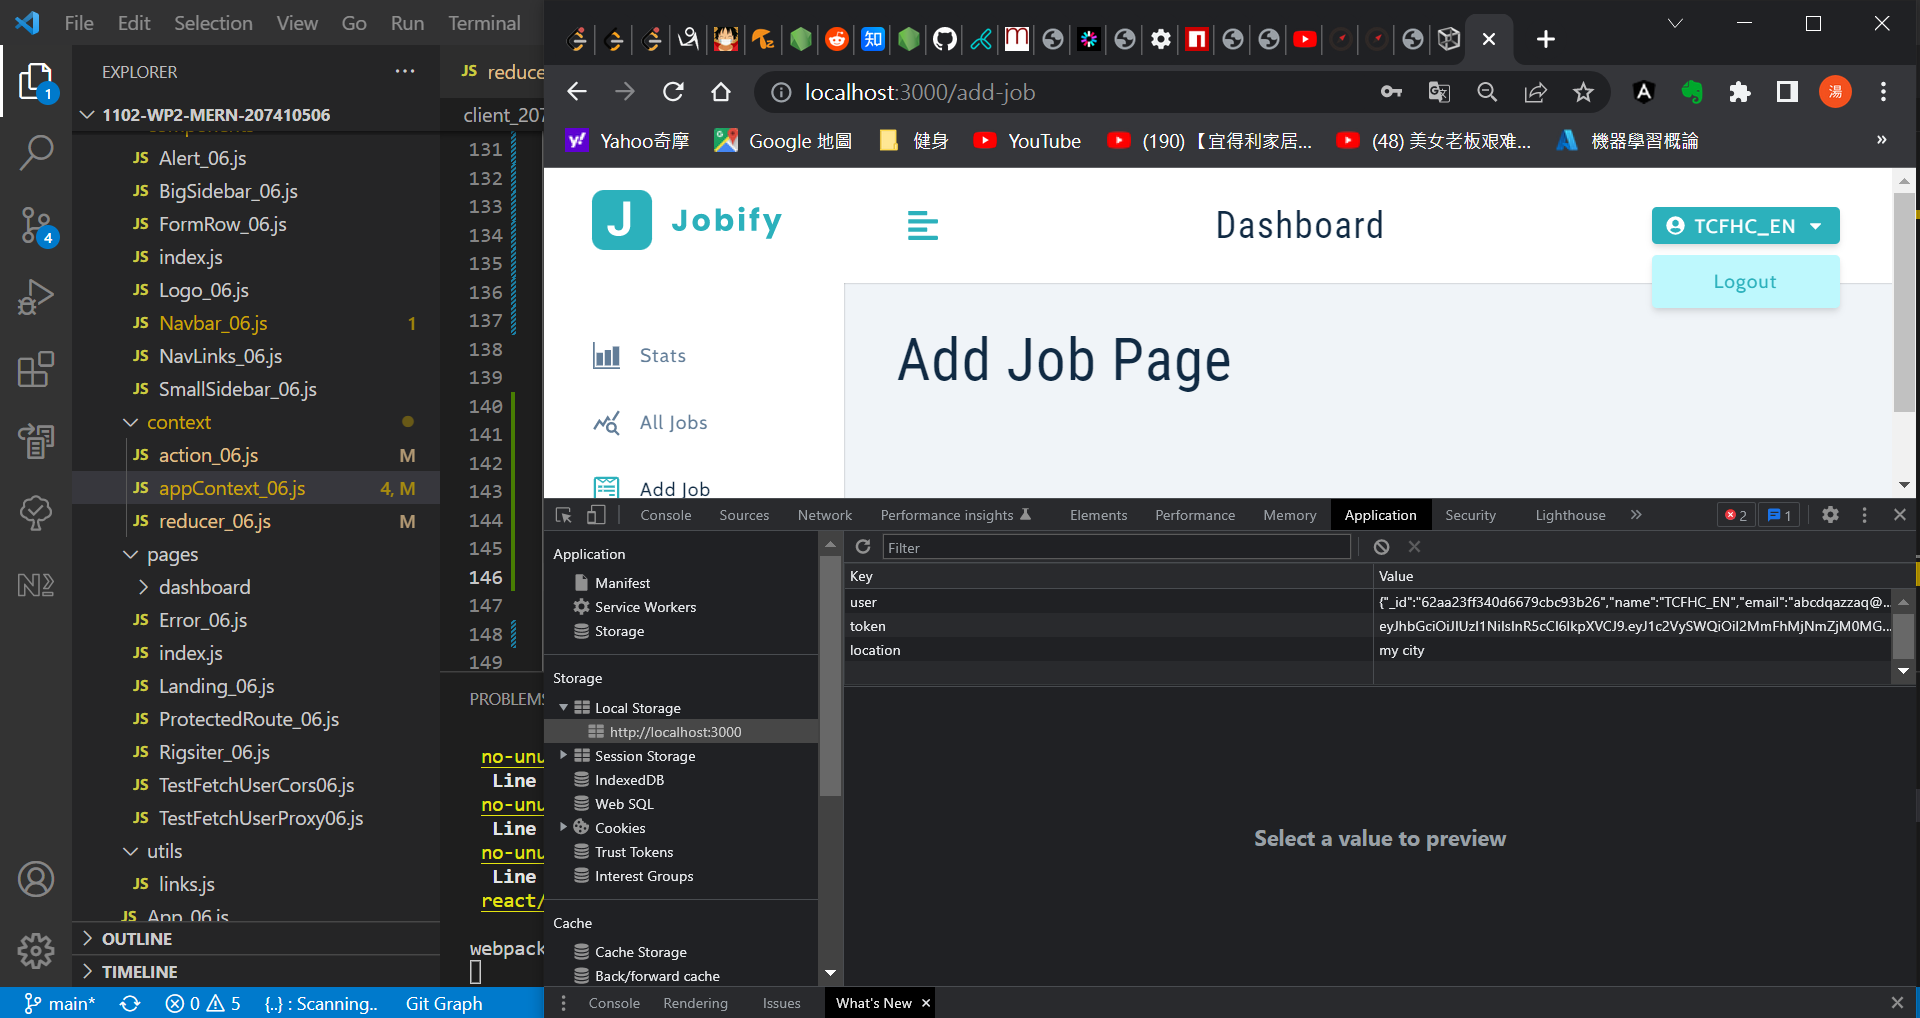 File Edit Selection View Go Run Terminal
EXPLORER
1102-WP2-MERN-207410506
components
JS Alert_06.js
JS BigSidebar_06.js
JS FormRow_06.js
JS index.js
JS Logo_06.js
JS Navbar_06.js 1
JS NavLinks_06.js
JS SmallSidebar_06.js
context
JS action_06.js M
JS appContext_06.js 4, M
JS reducer_06.js M
pages
dashboard
JS Error_06.js
JS index.js
JS Landing_06.js
JS ProtectedRoute_06.js
JS Rigsiter_06.js
JS TestFetchUserCors06.js
JS TestFetchUserProxy06.js
utils
JS links.js
JS App_06.js
OUTLINE
TIMELINE
1
4
main* 0 5 {..} : Scanning.. Git Graph
JS reduce
client_207
131
132
133
134
135
136
137
138
139
140
141
142
143
144
145
146
147
148
149
PROBLEMS
no-unu
Line
no-unu
Line
no-unu
Line
react/
webpack
知
localhost:3000/add-job
湯
Yahoo奇摩 Google 地圖 健身 YouTube (190)【宜得利家居... (48) 美女老板艰难... 機器學習概論 »
J Jobify
Dashboard
TCFHC_EN
Logout
Stats
All Jobs
Add Job
Add Job Page
Console Sources Network Performance insights Elements Performance Memory Application Security Lighthouse » 2 1
Application
Manifest
Service Workers
Storage
Storage
Local Storage
http://localhost:3000
Session Storage
IndexedDB
Web SQL
Cookies
Trust Tokens
Interest Groups
Cache
Cache Storage
Back/forward cache
Filter
Key Value
user {"_id":"62aa23ff340d6679cbc93b26","name":"TCFHC_EN","email":"abcdqazzaq@...
token eyJhbGciOiJIUzI1NiIsInR5cCI6IkpXVCJ9.eyJ1c2VySWQiOiI2MmFhMjNmZjM0MG...
location my city
Select a value to preview
Console Rendering Issues What's New